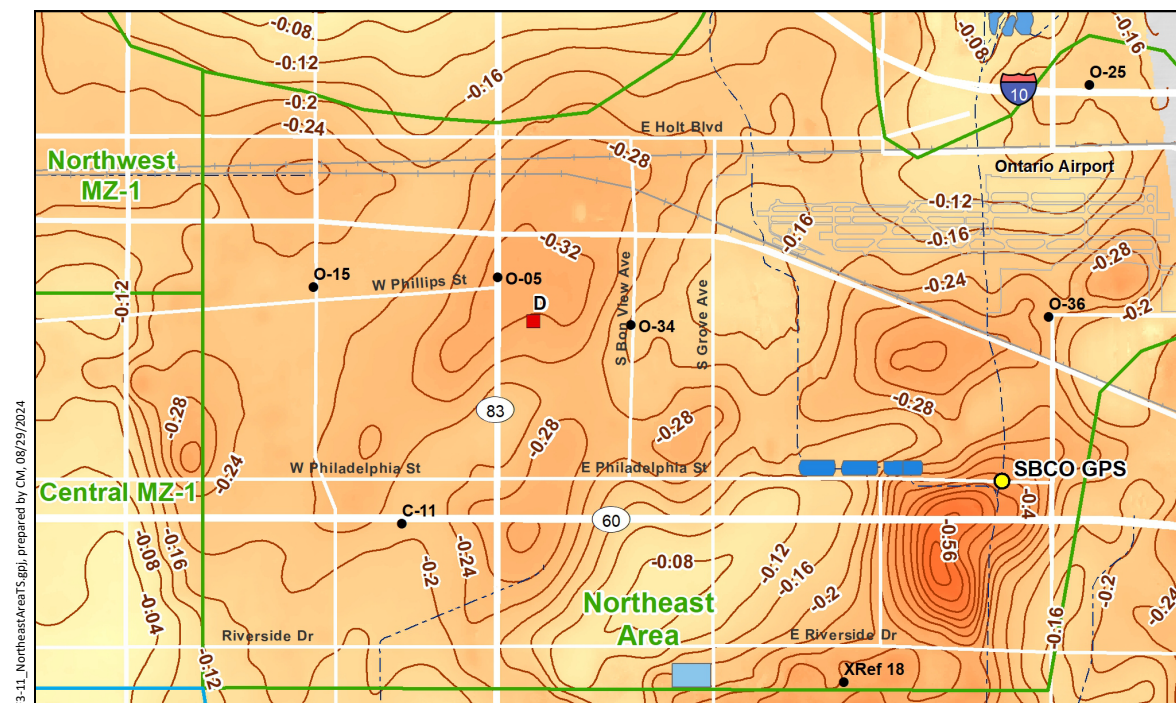 -0.08
-0.08
-0.16
-0.12
-0.16
O-25
-0.2
10
-0.24
E Holt Blvd
-0.28
Northwest
MZ-1
Ontario Airport
-0.12
-0.16
-0.16
-0.32
-0.28
O-15
W Phillips St
O-05
-0.24
S Bon View Ave
S Grove Ave
-0.12
D
O-36
-0.2
O-34
-0.28
83
-0.28
-0.28
-0.28
-0.24
W Philadelphia St
E Philadelphia St
SBCO GPS
Central MZ-1
-0.4
C-11
60
-0.56
-0.08
-0.16
-0.24
-0.2
-0.08
-0.12
-0.16
-0.2
-0.2
-0.24
-0.04
Northeast
Area
-0.16
Riverside Dr
E Riverside Dr
-0.12
XRef 18
3-11_NortheastAreaTS.gpj, prepared by CM, 08/29/2024